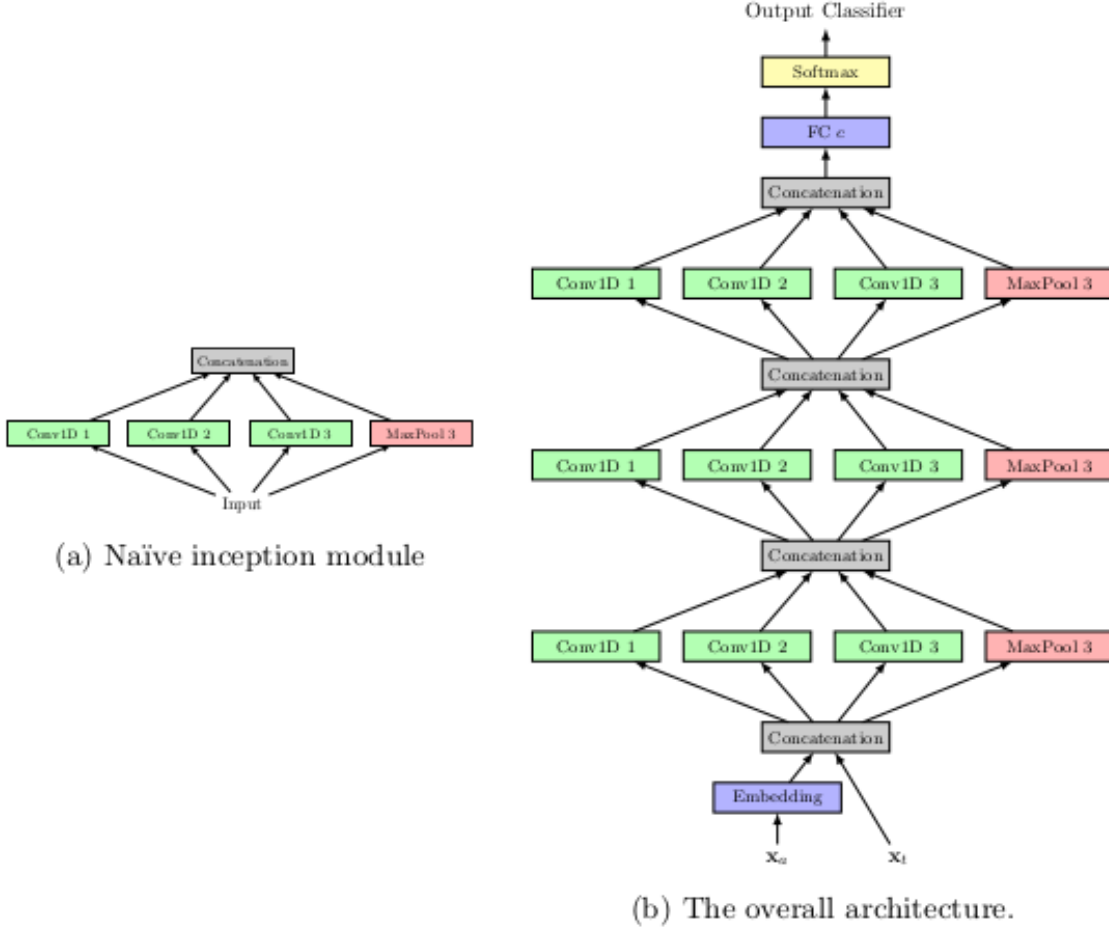 Concatenation
Conv1D 1 Conv1D 2 Conv1D 3 MaxPool 3
Input
(a) Naïve inception module
Output Classifier
Softmax
FC c
Concatenation
Conv1D 1 Conv1D 2 Conv1D 3 MaxPool 3
Concatenation
Conv1D 1 Conv1D 2 Conv1D 3 MaxPool 3
Concatenation
Conv1D 1 Conv1D 2 Conv1D 3 MaxPool 3
Concatenation
Embedding
x_a x_t
(b) The overall architecture.